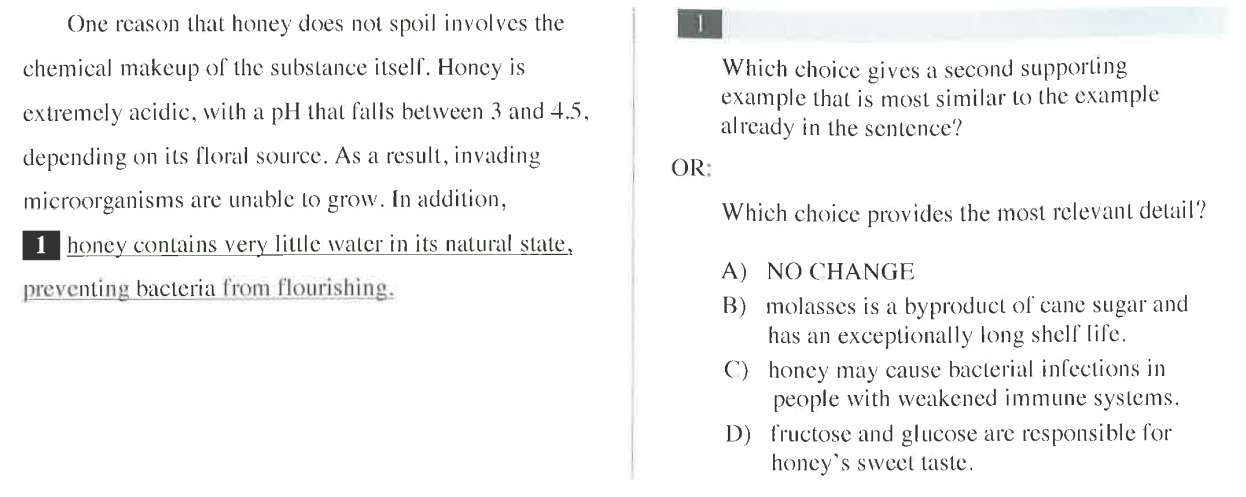 One reason that honey does not spoil involves the
chemical makeup of the substance itself. Honey is
extremely acidic, with a pH that falls between 3 and 4.5,
depending on its floral source. As a result, invading
microorganisms are unable to grow. In addition,
1 honey contains very little water in its natural state,
preventing bacteria from flourishing.
1
Which choice gives a second supporting
example that is most similar to the example
already in the sentence?
OR:
Which choice provides the most relevant detail?
A) NO CHANGE
B) molasses is a byproduct of cane sugar and
has an exceptionally long shelf life.
C) honey may cause bacterial infections in
people with weakened immune systems.
D) fructose and glucose are responsible for
honey's sweet taste.